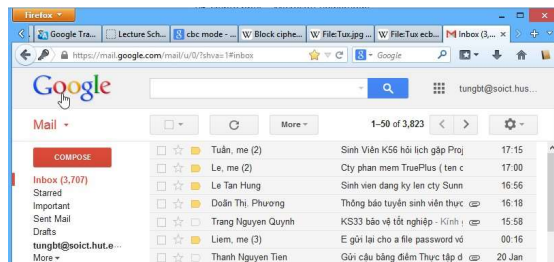 Firefox
Google Tra... Lecture Sch... cbc mode - ... Block ciphe... File:Tux.jpg ... File:Tux ecb... Inbox (3,... ×
https://mail.google.com/mail/u/0/?shva=1#inbox Google
Google tungbt@soict.hus...
Mail More 1–50 of 3,823
COMPOSE
Inbox (3,707)
Starred
Important
Sent Mail
Drafts
tungbt@soict.hut.e...
More
Tuấn, me (2) Sinh Viên K56 hỏi lịch gặp Proj 17:15
Le, me (2) Cty phan mem TruePlus ( ten c 17:00
Le Tan Hung Sinh vien dang ky len cty Sunn 16:56
Doãn Thị. Phương Thông báo tuyển sinh viên thực 16:18
Trang Nguyen Quynh KS33 bảo vệ tốt nghiệp - Kính 15:58
Liem, me (3) E gửi lại cho a file password vó 00:16
Thanh Nguyen Tien Gửi cậu bảng điểm Thực tập d 20 Jan